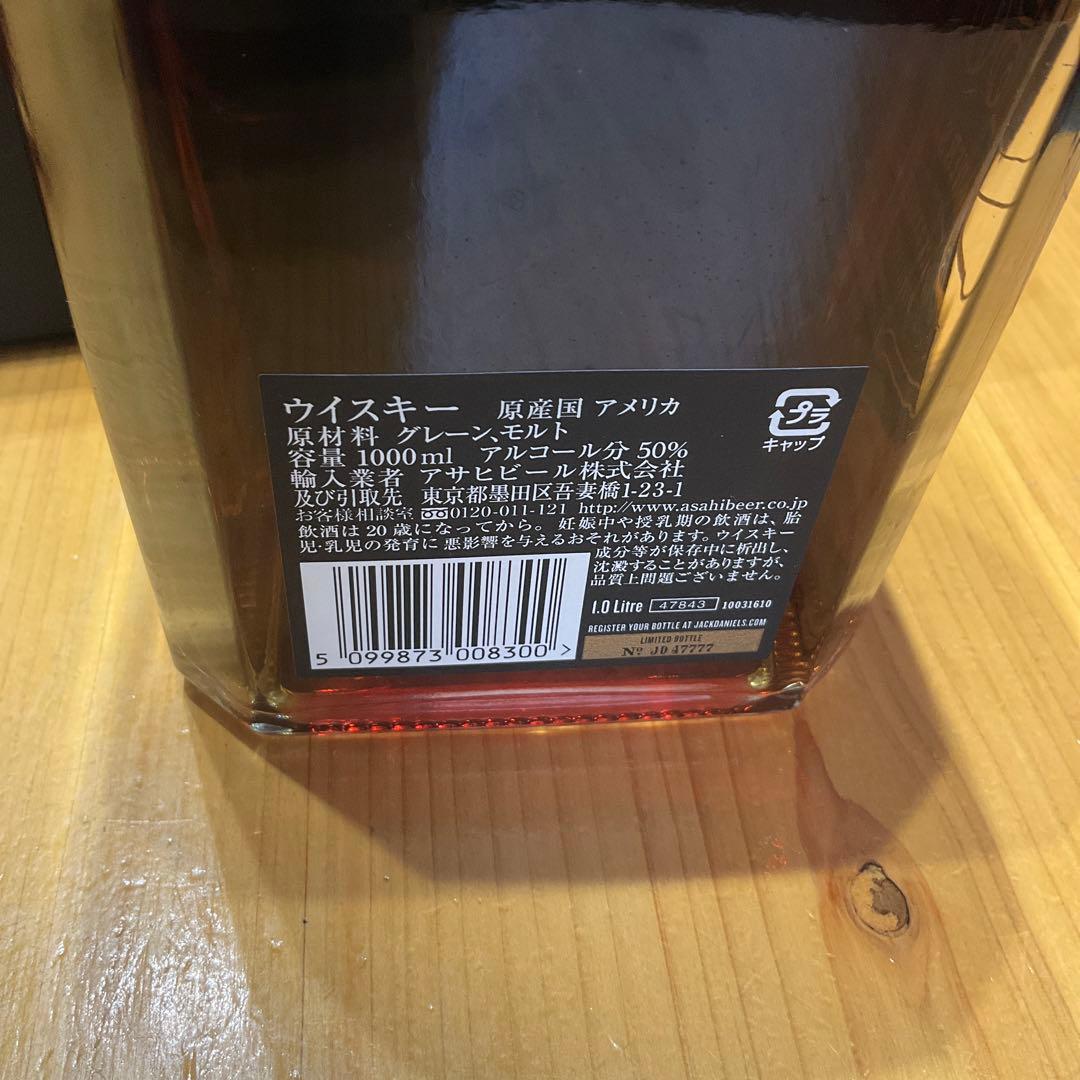 ウイスキー 原産国 アメリカ
原材料 グレーン、モルト
容量 1000ml アルコール分 50%
輸入業者 アサヒビール株式会社
及び引取先 東京都墨田区吾妻橋1-23-1
お客様相談室 0120-011-121 http://www.asahibeer.co.jp
飲酒は20歳になってから。妊娠中や授乳期の飲酒は、胎
児・乳児の発育に悪影響を与えるおそれがあります。ウイスキー
成分等が保存中に析出し、
沈澱することがありますが、
品質上問題ございません。
プラ
キャップ
1.0 Litre 47843 10031610
REGISTER YOUR BOTTLE AT JACKDANIELS.COM
LIMITED BOTTLE
Nº JD 47777
5 099873 008300 >